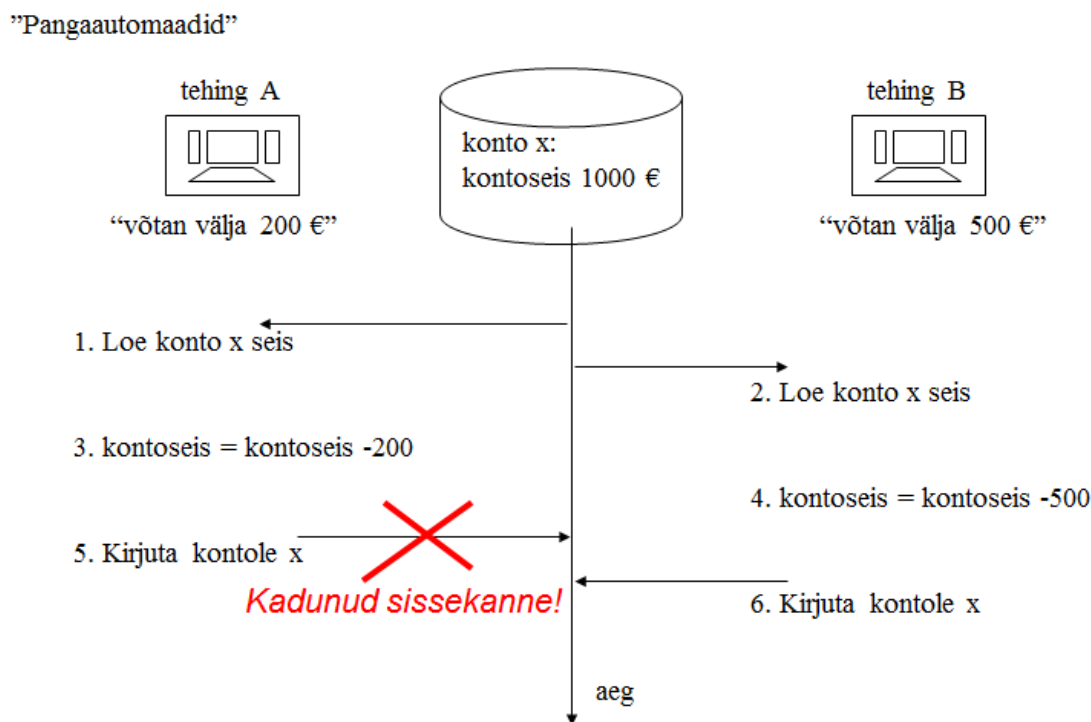 ”Pangaautomaadid”
tehing A
tehing B
konto x:
kontoseis 1000 €
“võtan välja 200 €”
“võtan välja 500 €”
1. Loe konto x seis
2. Loe konto x seis
3. kontoseis = kontoseis -200
4. kontoseis = kontoseis -500
5. Kirjuta kontole x
Kadunud sissekanne!
6. Kirjuta kontole x
aeg